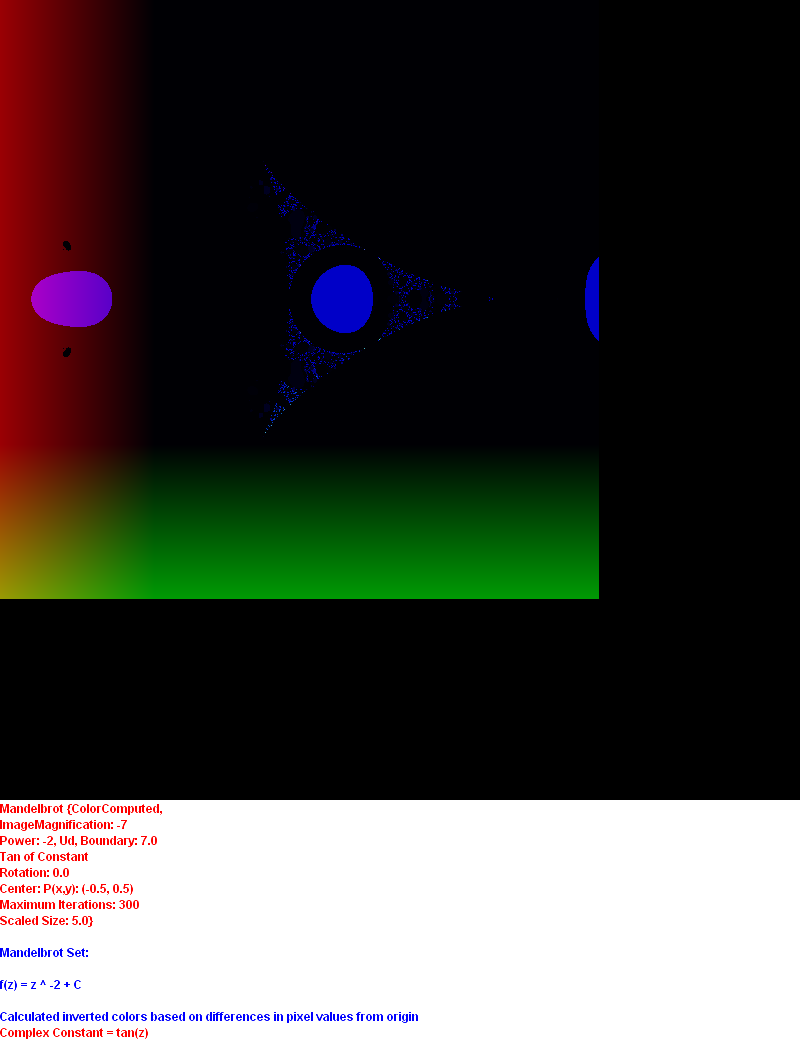 Mandelbrot {ColorComputed,
ImageMagnification: -7
Power: -2, Ud, Boundary: 7.0
Tan of Constant
Rotation: 0.0
Center: P(x,y): (-0.5, 0.5)
Maximum Iterations: 300
Scaled Size: 5.0}
Mandelbrot Set:
f(z) = z ^ -2 + C
Calculated inverted colors based on differences in pixel values from origin
Complex Constant = tan(z)